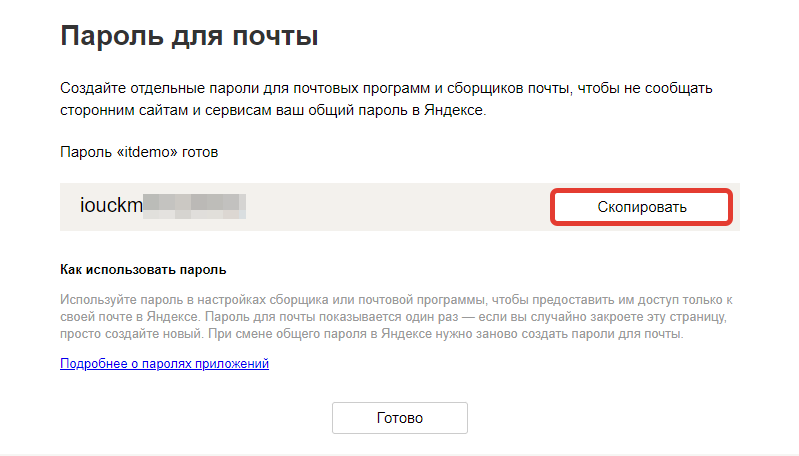 Пароль для почты
Создайте отдельные пароли для почтовых программ и сборщиков почты, чтобы не сообщать
сторонним сайтам и сервисам ваш общий пароль в Яндексе.
Пароль «itdemo» готов
iouckm
Скопировать
Как использовать пароль
Используйте пароль в настройках сборщика или почтовой программы, чтобы предоставить им доступ только к
своей почте в Яндексе. Пароль для почты показывается один раз — если вы случайно закроете эту страницу,
просто создайте новый. При смене общего пароля в Яндексе нужно заново создать пароли для почты.
Подробнее о паролях приложений
Готово